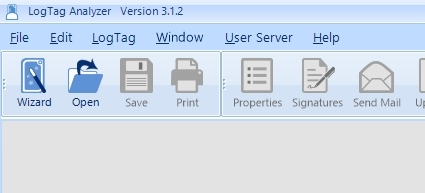 LogTag Analyzer Version 3.1.2
File Edit LogTag Window User Server Help
Wizard Open Save Print Properties Signatures Send Mail